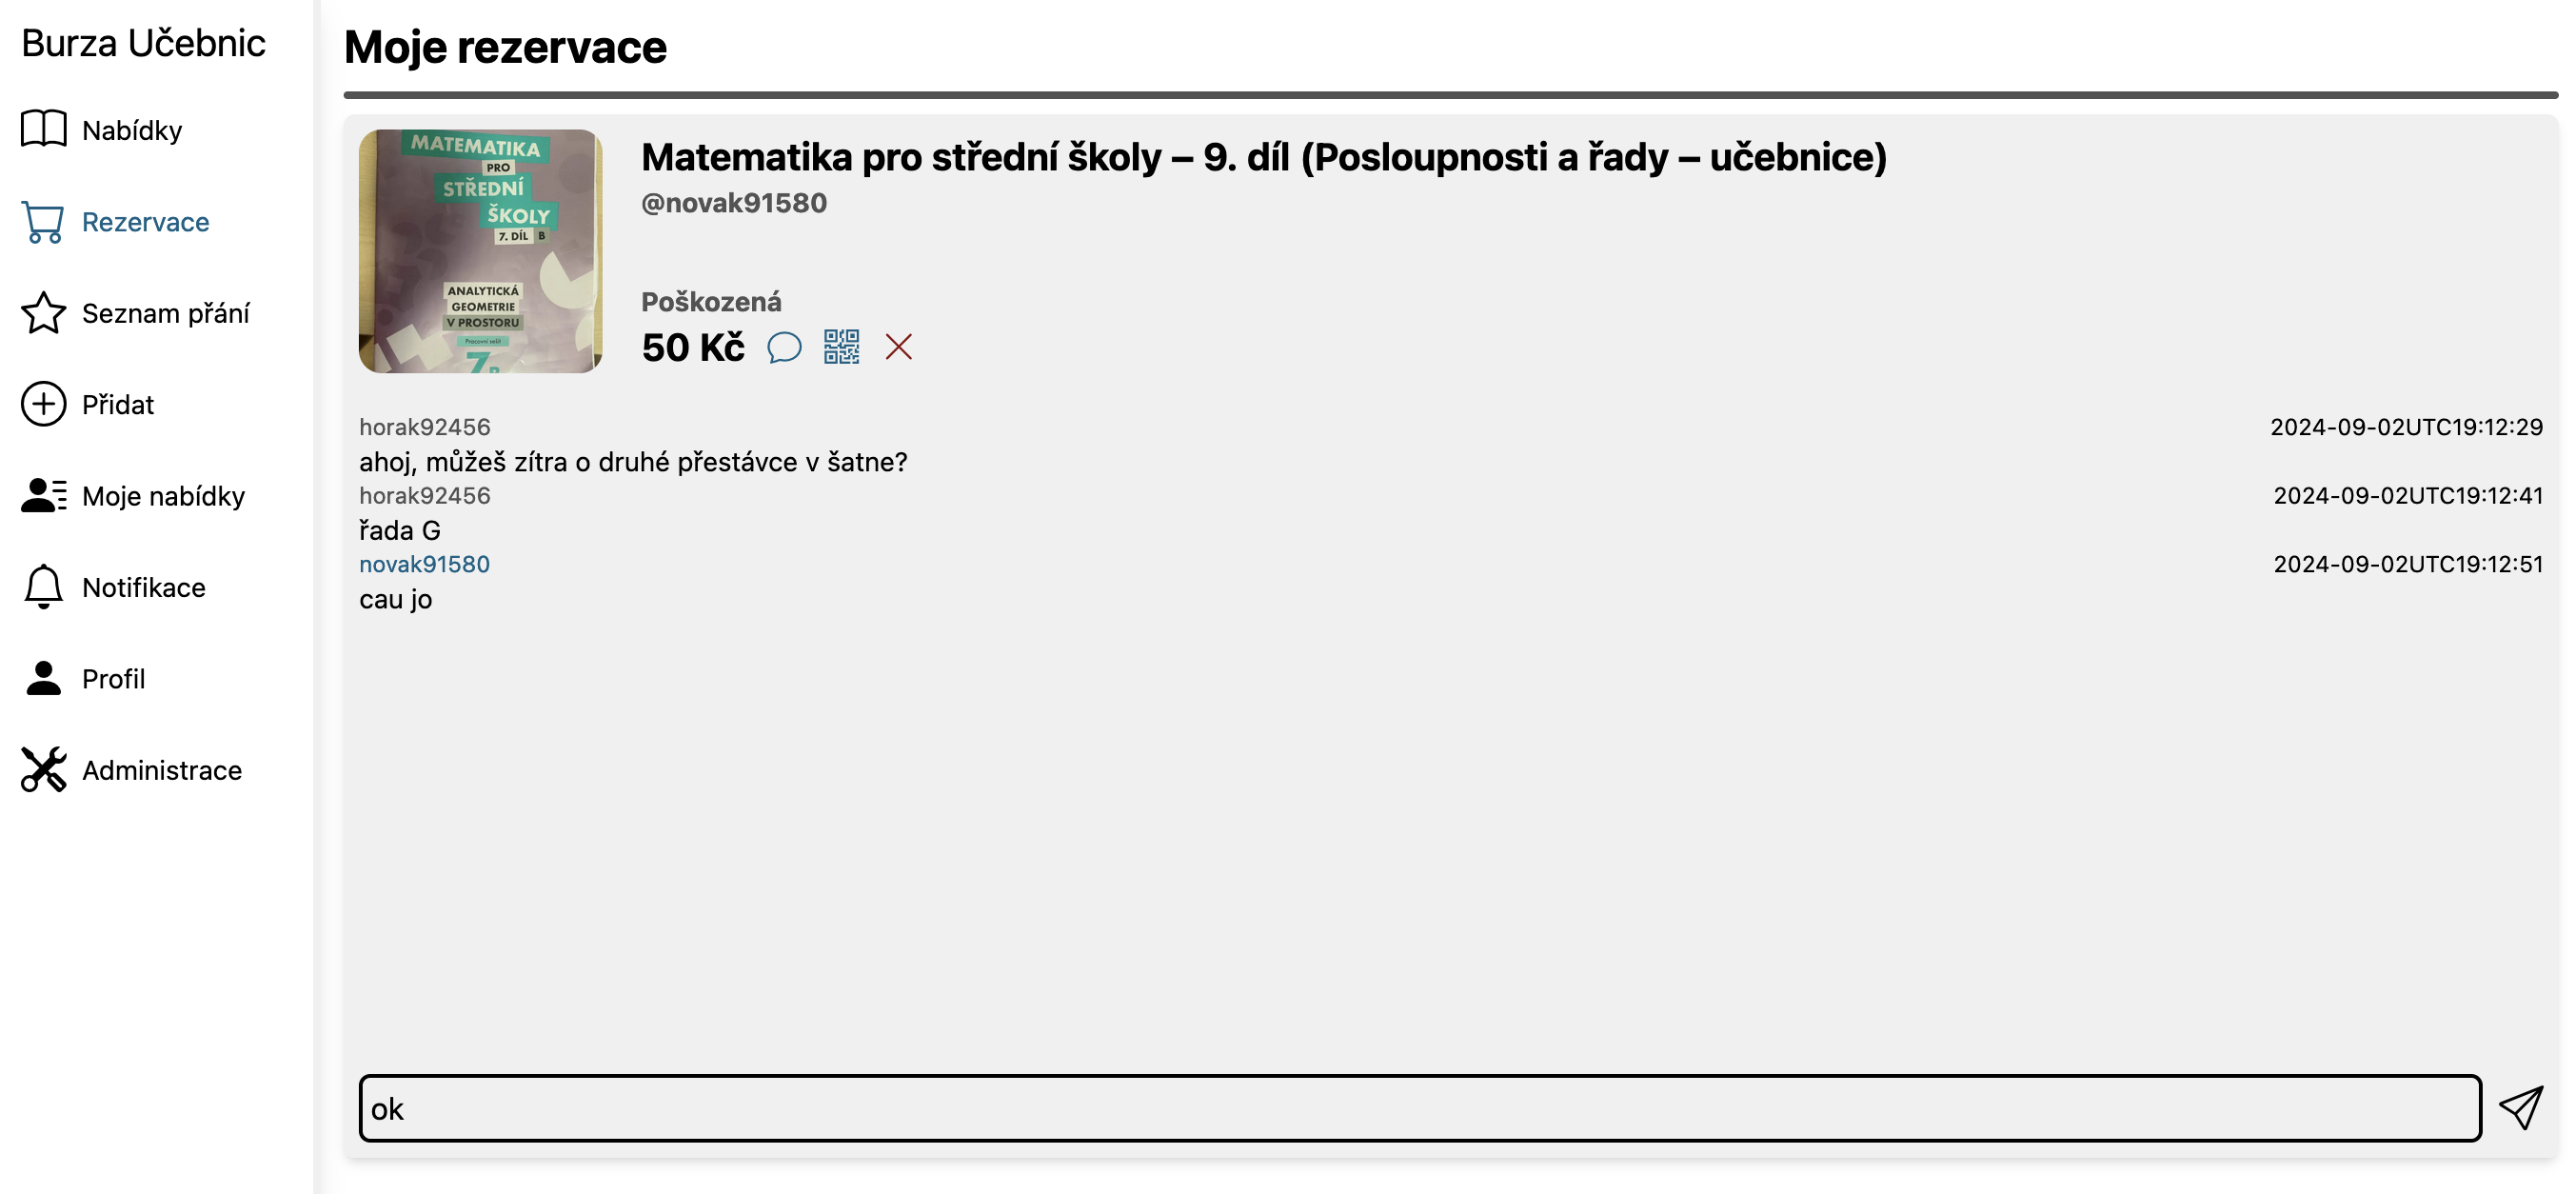 Burza Učebnic
Nabídky
Rezervace
Seznam přání
Přidat
Moje nabídky
Notifikace
Profil
Administrace
Moje rezervace
MATEMATIKA
PRO
STŘEDNÍ
ŠKOLY
7. DÍL B
ANALYTICKÁ
GEOMETRIE
V PROSTORU
Pracovní sešit
7B
Matematika pro střední školy – 9. díl (Posloupnosti a řady – učebnice)
@novak91580
Poškozená
50 Kč
horak92456 2024-09-02UTC19:12:29
ahoj, můžeš zítra o druhé přestávce v šatne?
horak92456 2024-09-02UTC19:12:41
řada G
novak91580 2024-09-02UTC19:12:51
cau jo
ok